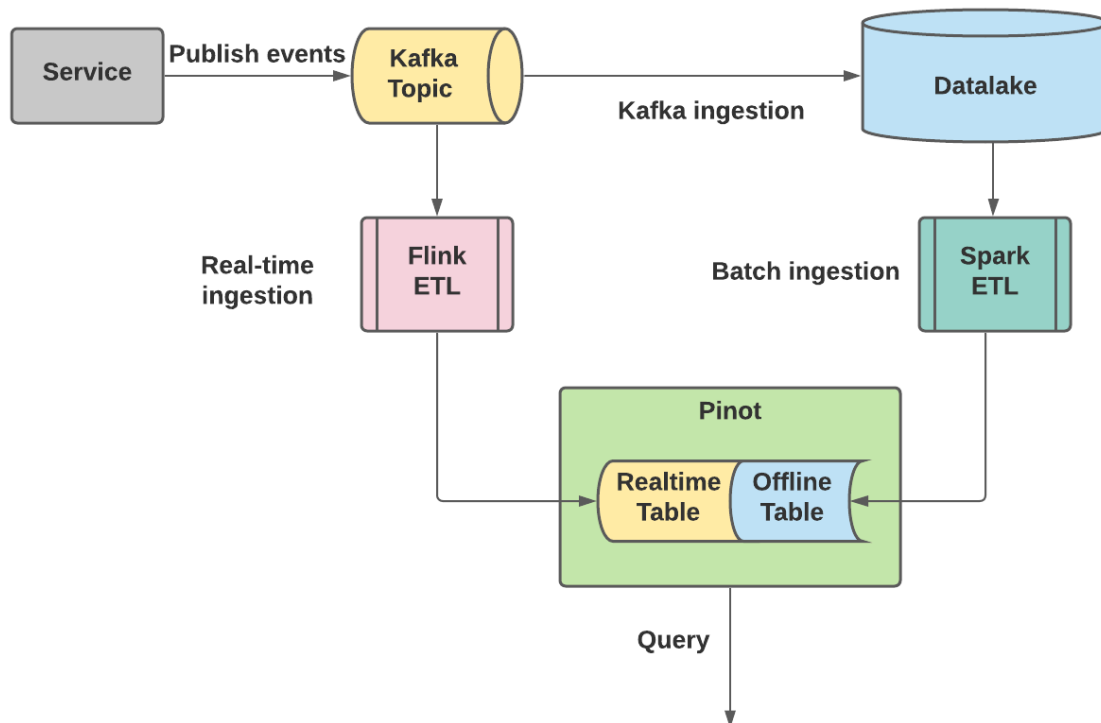 Service
Publish events
Kafka
Topic
Kafka ingestion
Datalake
Real-time
ingestion
Flink
ETL
Batch ingestion
Spark
ETL
Pinot
Realtime
Table
Offline
Table
Query